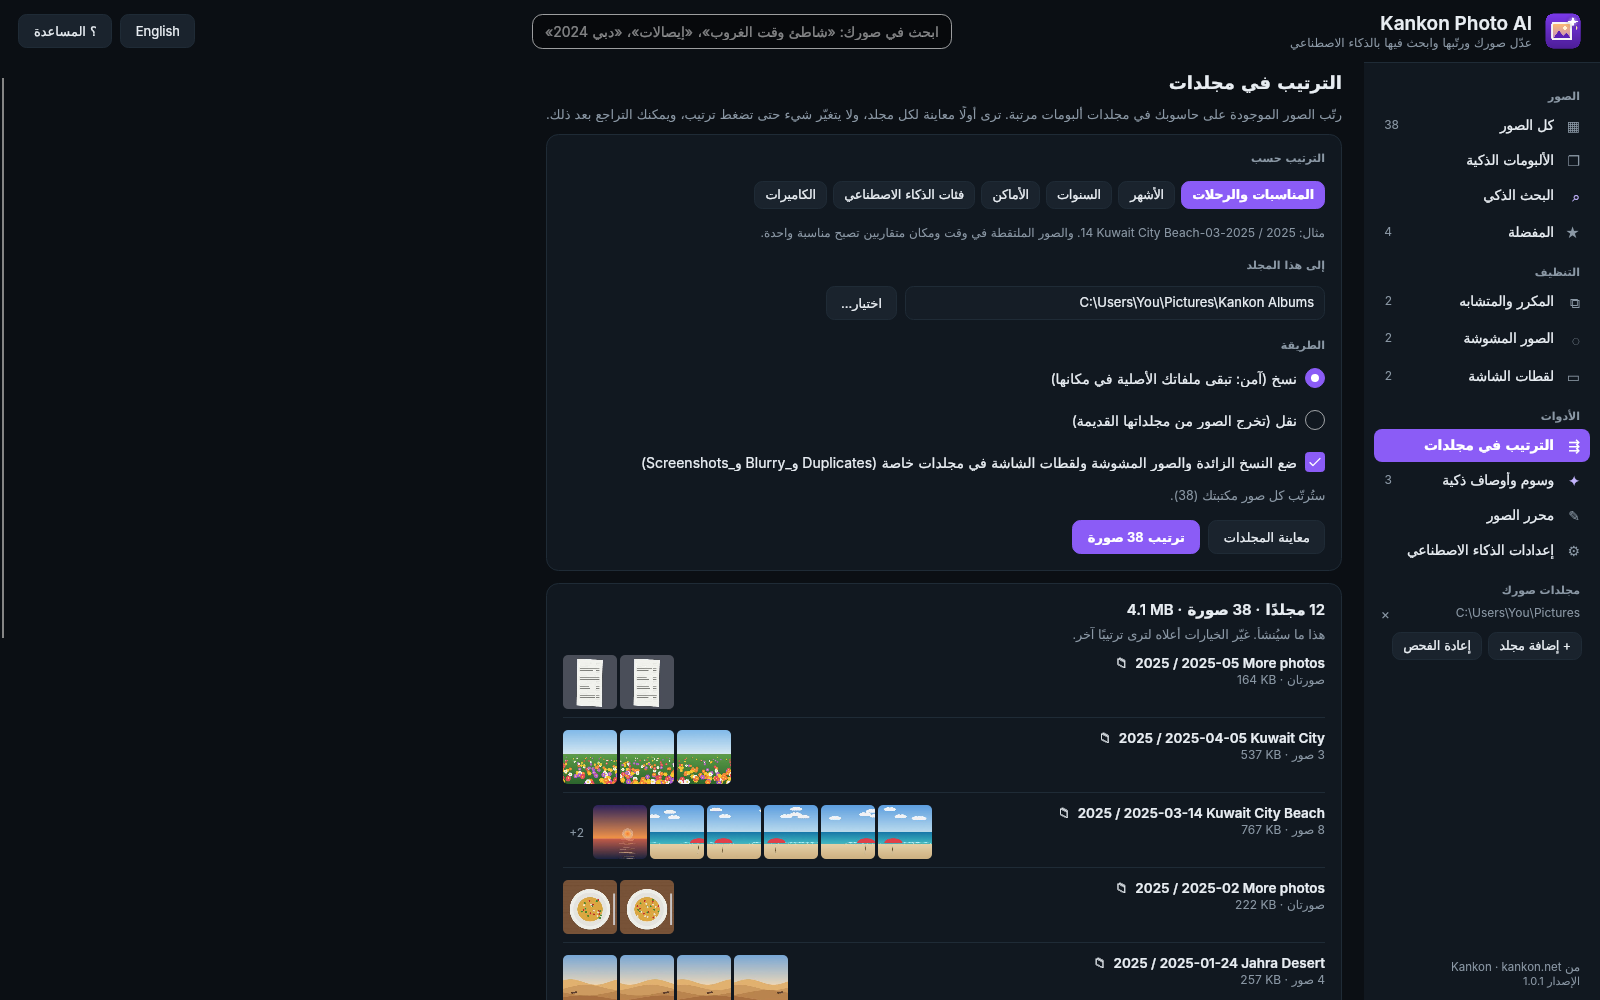 Kankon Photo AI
عدّل صورك ورتّبها وابحث فيها بالذكاء الاصطناعي
ابحث في صورك: «شاطئ وقت الغروب»، «إيصالات»، «دبي 2024»
English
؟ المساعدة
الصور
كل الصور 38
الألبومات الذكية
البحث الذكي
المفضلة 4
التنظيف
المكرر والمتشابه 2
الصور المشوشة 2
لقطات الشاشة 2
الأدوات
الترتيب في مجلدات
وسوم وأوصاف ذكية 3
محرر الصور
إعدادات الذكاء الاصطناعي
مجلدات صورك
C:\Users\You\Pictures ×
+ إضافة مجلد
إعادة الفحص
من Kankon · kankon.net
الإصدار 1.0.1
الترتيب في مجلدات
رتّب الصور الموجودة على حاسوبك في مجلدات ألبومات مرتبة. ترى أولًا معاينة لكل مجلد، ولا يتغيّر شيء حتى تضغط ترتيب، ويمكنك التراجع بعد ذلك.
الترتيب حسب
المناسبات والرحلات
الأشهر
السنوات
الأماكن
فئات الذكاء الاصطناعي
الكاميرات
مثال: 2025 / 2025-03-14 Kuwait City Beach. والصور الملتقطة في وقت ومكان متقاربين تصبح مناسبة واحدة.
إلى هذا المجلد
C:\Users\You\Pictures\Kankon Albums
اختيار...
الطريقة
نسخ (آمن: تبقى ملفاتك الأصلية في مكانها)
نقل (تخرج الصور من مجلداتها القديمة)
ضع النسخ الزائدة والصور المشوشة ولقطات الشاشة في مجلدات خاصة (Duplicates و_Blurry و_Screenshots)
ستُرتّب كل صور مكتبتك (38).
معاينة المجلدات
ترتيب 38 صورة
12 مجلدًا · 38 صورة · 4.1 MB
هذا ما سيُنشأ. غيّر الخيارات أعلاه لترى ترتيبًا آخر.
2025 / 2025-05 More photos
صورتان · 164 KB
2025 / 2025-04-05 Kuwait City
3 صور · 537 KB
2025 / 2025-03-14 Kuwait City Beach
8 صور · 767 KB
+2
2025 / 2025-02 More photos
صورتان · 222 KB
2025 / 2025-01-24 Jahra Desert
4 صور · 257 KB